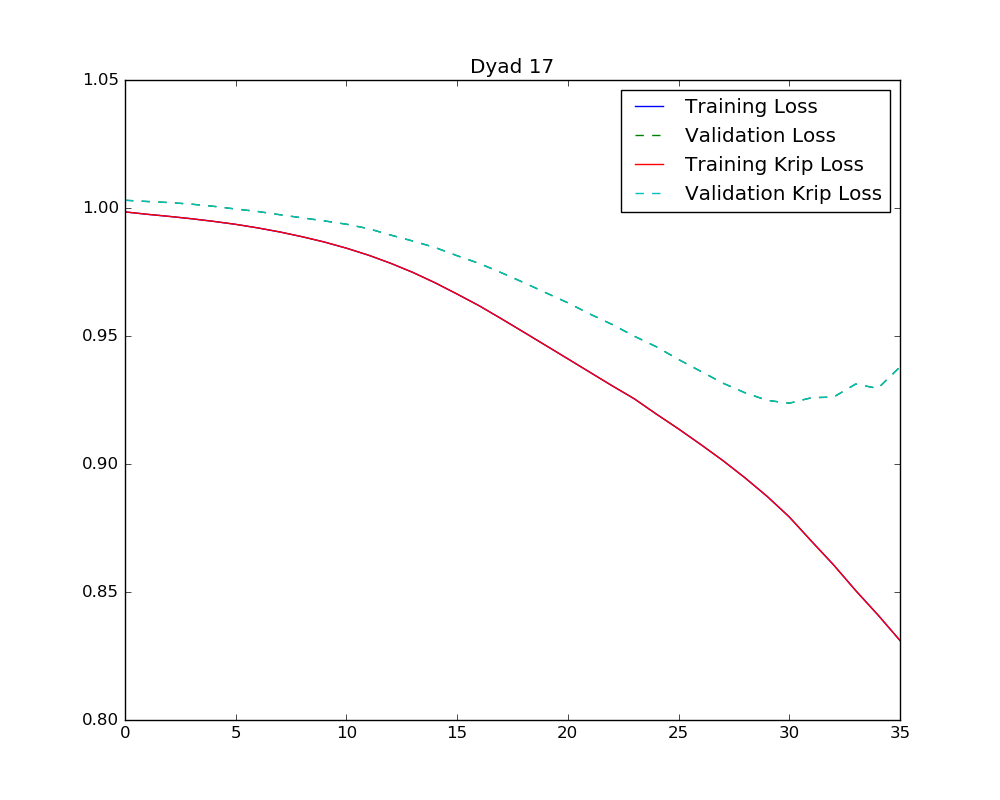 Dyad 17
1.05
1.00
0.95
0.90
0.85
0.80
Training Loss
Validation Loss
Training Krip Loss
Validation Krip Loss
0 5 10 15 20 25 30 35